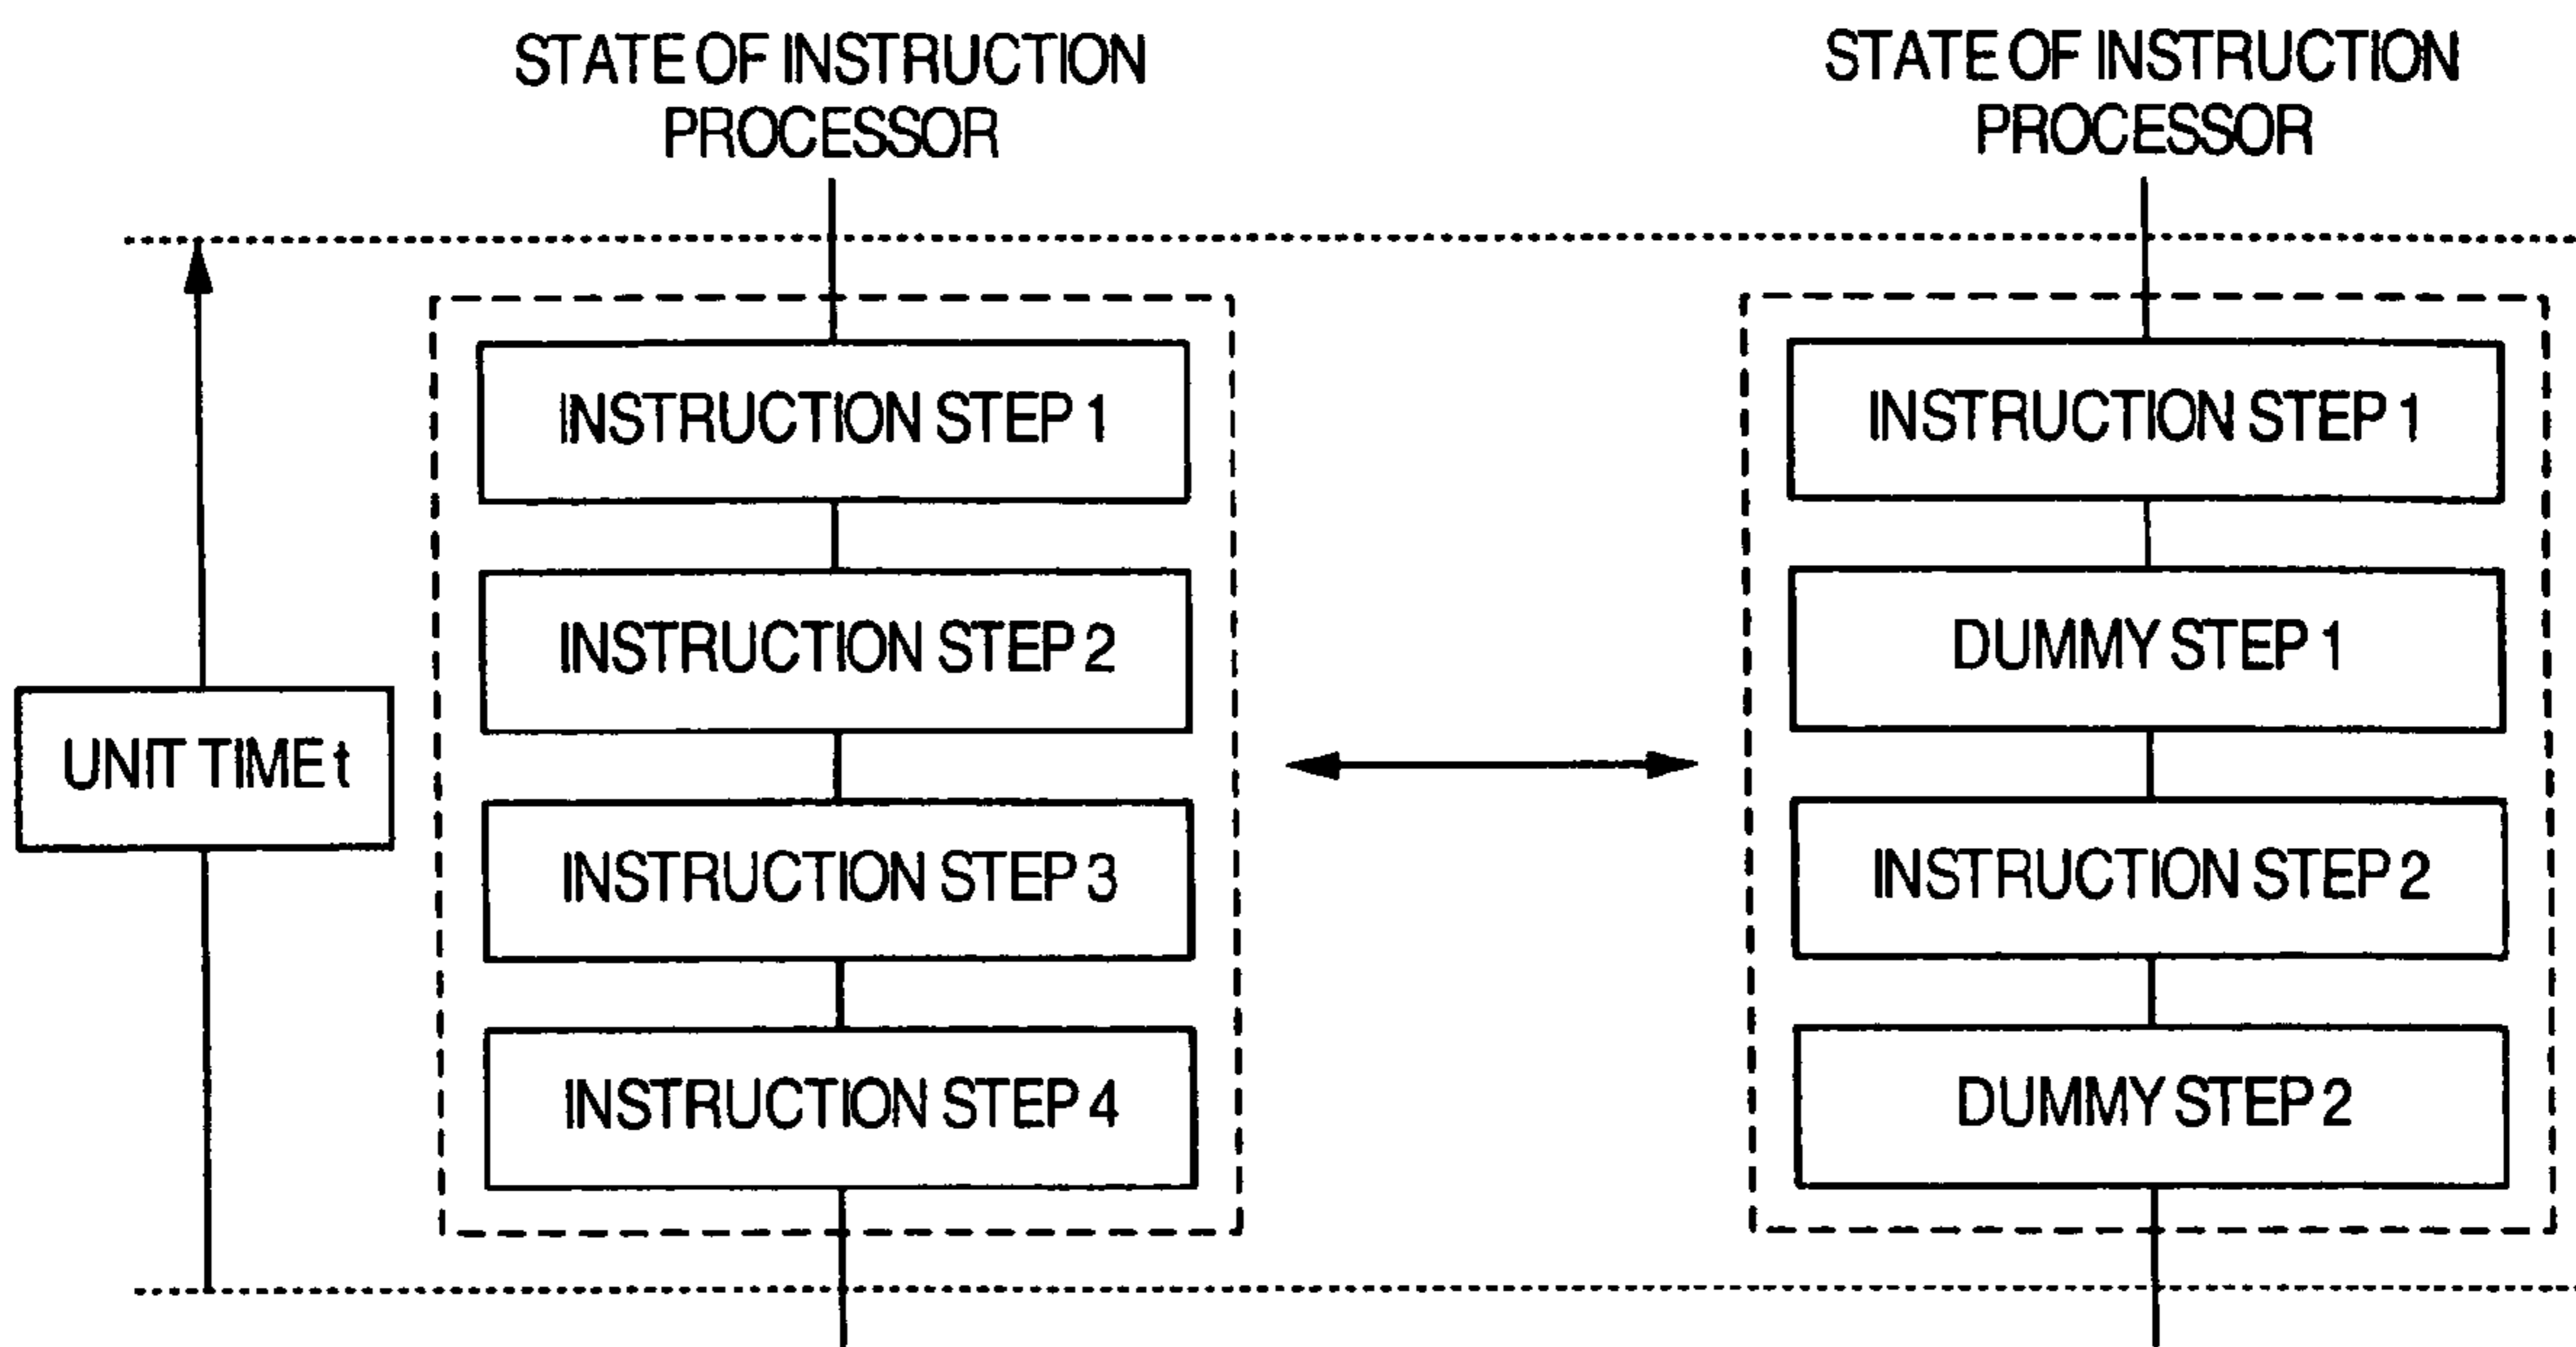 STATE OF INSTRUCTION
PROCESSOR
STATE OF INSTRUCTION
PROCESSOR
UNIT TIME t
INSTRUCTION STEP 1
INSTRUCTION STEP 2
INSTRUCTION STEP 3
INSTRUCTION STEP 4
INSTRUCTION STEP 1
DUMMY STEP 1
INSTRUCTION STEP 2
DUMMY STEP 2